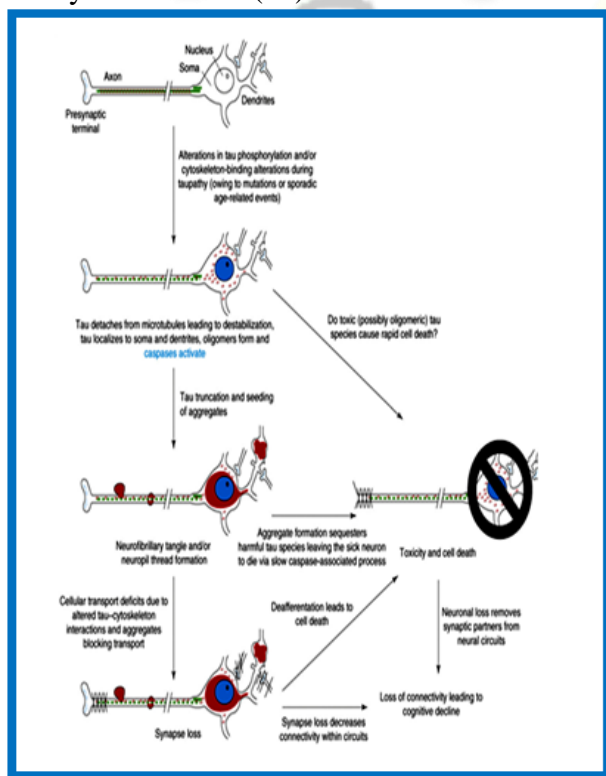 Nucleus
Soma
Axon
Dendrites
Presynaptic
terminal
Alterations in tau phosphorylation and/or
cytoskeleton-binding alterations during
taupathy (owing to mutations or sporadic
age-related events)
Tau detaches from microtubules leading to destabilization,
tau localizes to soma and dentrites, oligomers form and
caspases activate
Do toxic (possibly oligomeric) tau
species cause rapid cell death?
Tau truncation and seeding
of aggregates
Neurofibrillary tangle and/or
neuropil thread formation
Aggregate formation sequesters
harmful tau species leaving the sick neuron
to die via slow caspase-associated process
Toxicity and cell death
Cellular transport deficits due to
altered tau–cytoskeleton
interactions and aggregates
blocking transport
Deafferentation leads to
cell death
Neuronal loss removes
synaptic partners from
neural circuits
Synapse loss
Synapse loss decreases
connectivity within circuits
Loss of connectivity leading to
cognitive decline